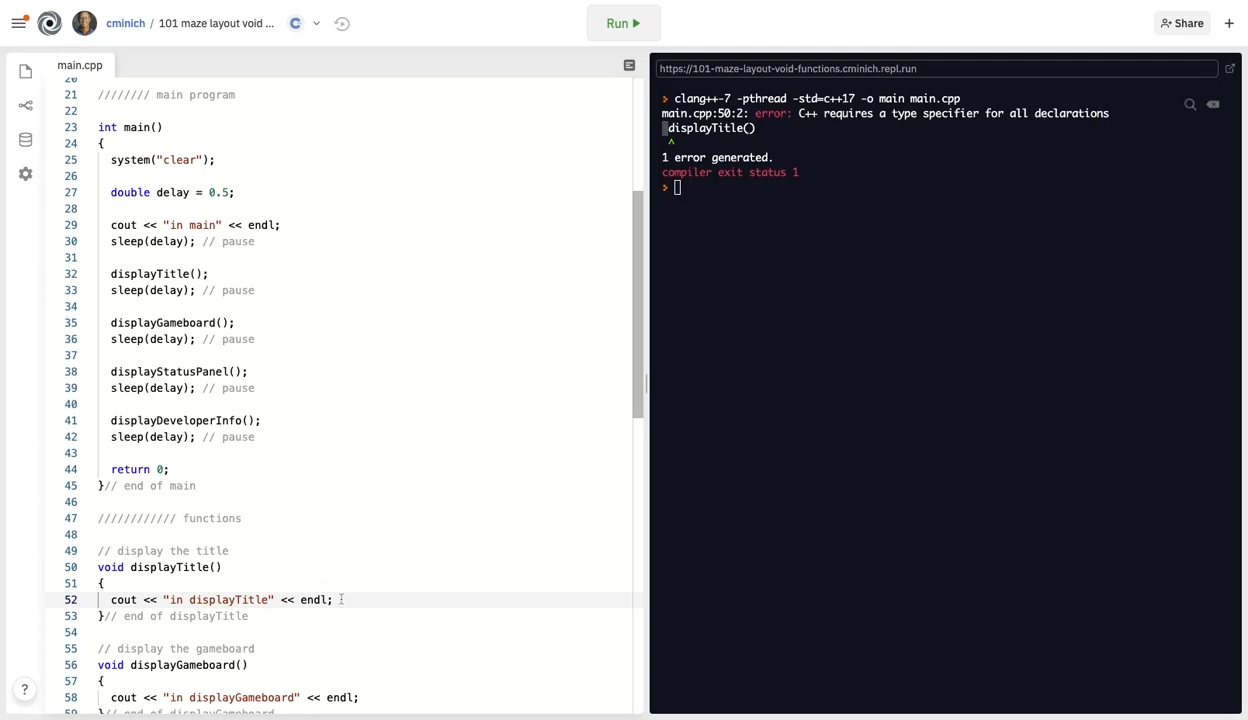 cminich / 101 maze layout void ...
Run
Share
main.cpp
https://101-maze-layout-void-functions.cminich.repl.run
20
21 //////// main program
22
23 int main()
24 {
25 system("clear");
26
27 double delay = 0.5;
28
29 cout << "in main" << endl;
30 sleep(delay); // pause
31
32 displayTitle();
33 sleep(delay); // pause
34
35 displayGameboard();
36 sleep(delay); // pause
37
38 displayStatusPanel();
39 sleep(delay); // pause
40
41 displayDeveloperInfo();
42 sleep(delay); // pause
43
44 return 0;
45 }// end of main
46
47 //////////// functions
48
49 // display the title
50 void displayTitle()
51 {
52 cout << "in displayTitle" << endl;
53 }// end of displayTitle
54
55 // display the gameboard
56 void displayGameboard()
57 {
58 cout << "in displayGameboard" << endl;
59 }// end of displayGameboard
clang++-7 -pthread -std=c++17 -o main main.cpp
main.cpp:50:2: error: C++ requires a type specifier for all declarations
displayTitle()
^
1 error generated.
compiler exit status 1
?